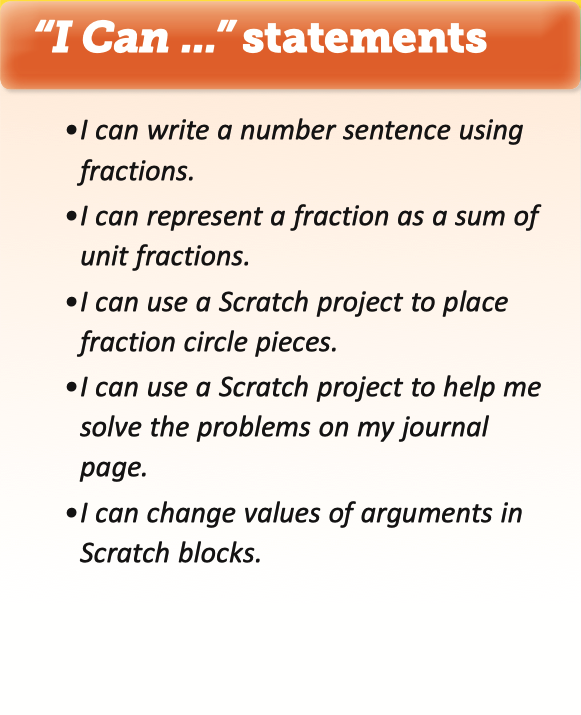 “I Can ...” statements
•I can write a number sentence using
fractions.
•I can represent a fraction as a sum of
unit fractions.
•I can use a Scratch project to place
fraction circle pieces.
•I can use a Scratch project to help me
solve the problems on my journal
page.
•I can change values of arguments in
Scratch blocks.